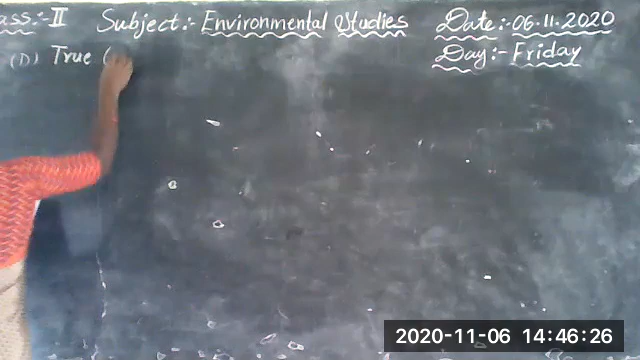 ass:-II Subject:- Environmental Studies Date:-06.11.2020
Day:- Friday
(D) True (
2020-11-06 14:46:26